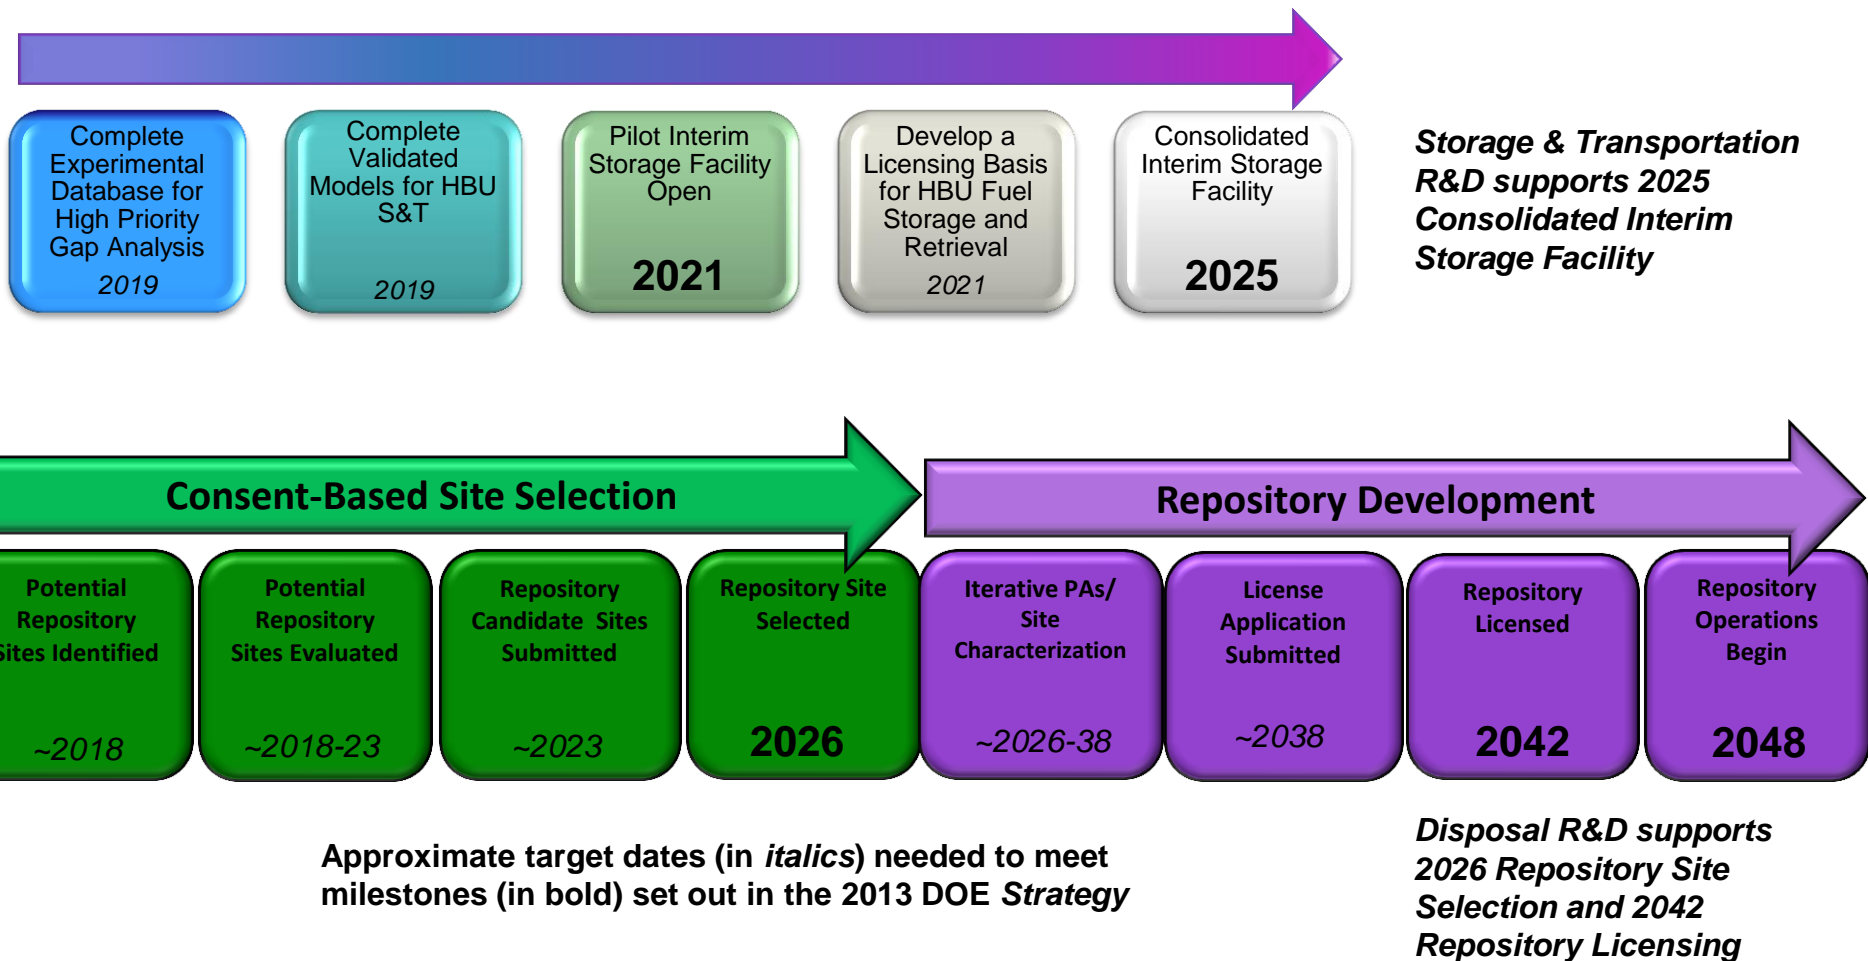 Complete
Experimental
Database for
High Priority
Gap Analysis
2019
Complete
Validated
Models for HBU
S&T
2019
Pilot Interim
Storage Facility
Open
2021
Develop a
Licensing Basis
for HBU Fuel
Storage and
Retrieval
2021
Consolidated
Interim Storage
Facility
2025
Storage & Transportation
R&D supports 2025
Consolidated Interim
Storage Facility
Consent-Based Site Selection
Repository Development
Potential
Repository
Sites Identified
~2018
Potential
Repository
Sites Evaluated
~2018-23
Repository
Candidate Sites
Submitted
~2023
Repository Site
Selected
2026
Iterative PAs/
Site
Characterization
~2026-38
License
Application
Submitted
~2038
Repository
Licensed
2042
Repository
Operations
Begin
2048
Approximate target dates (in italics) needed to meet
milestones (in bold) set out in the 2013 DOE Strategy
Disposal R&D supports
2026 Repository Site
Selection and 2042
Repository Licensing